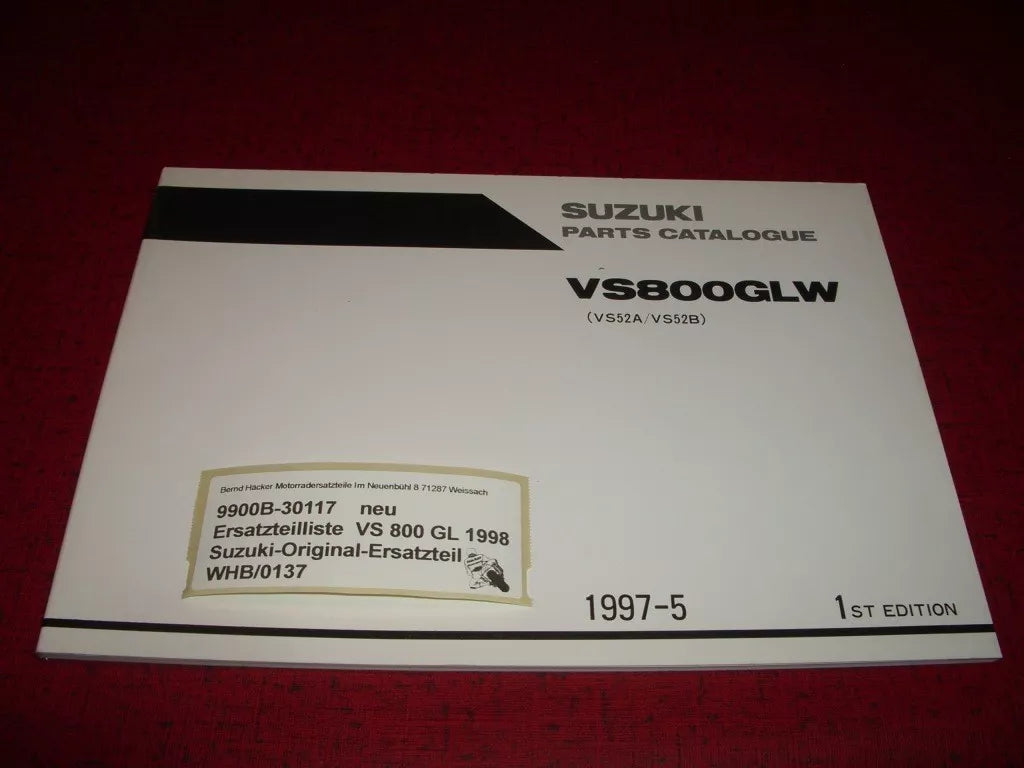 SUZUKI
PARTS CATALOGUE
VS800GLW
(VS52A/VS52B)
Bernd Häcker Motorradersatzteile Im Neuenbühl 8 71287 Weissach
9900B-30117 neu
Ersatzteilliste VS 800 GL 1998
Suzuki-Original-Ersatzteil
WHB/0137
1997-5 1ST EDITION